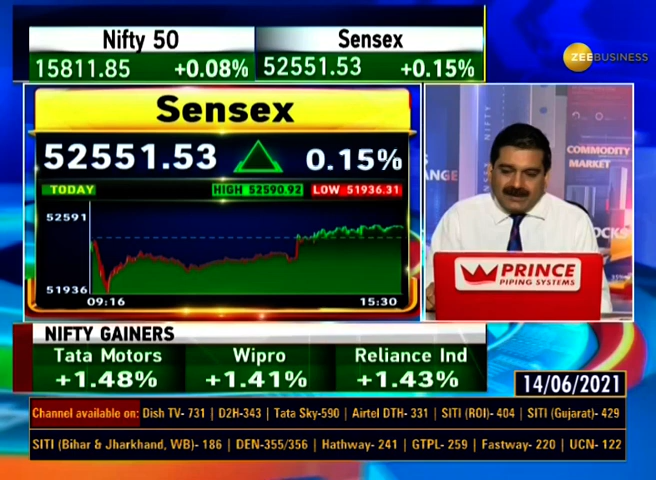 Nifty 50
15811.85 +0.08%
Sensex
52551.53 +0.15%
ZEE BUSINESS
Sensex
52551.53 0.15%
TODAY HIGH 52590.92 LOW 51936.31
52591
51936
09:16 15:30
NIFTY
COMMODITY
MARKET
ANGE
OCKS
PRINCE
PIPING SYSTEMS
NIFTY GAINERS
Tata Motors Wipro Reliance Ind
+1.48% +1.41% +1.43%
14/06/2021
Channel available on: Dish TV- 731 | D2H-343 | Tata Sky-590 | Airtel DTH- 331 | SITI (ROI)- 404 | SITI (Gujarat)- 429
SITI (Bihar & Jharkhand, WB)- 186 | DEN-355/356 | Hathway- 241 | GTPL- 259 | Fastway- 220 | UCN- 122